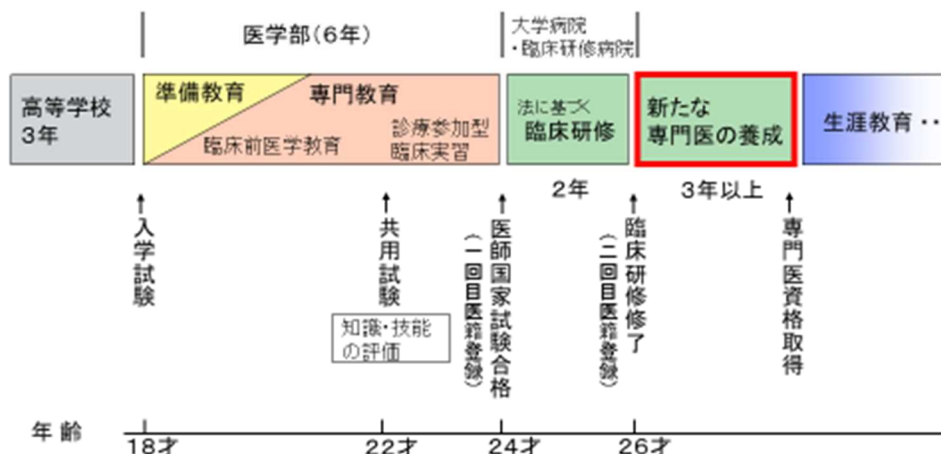 医学部(6年)
大学病院
・臨床研修病院
高等学校
3年
準備教育
専門教育
臨床前医学教育
診療参加型
臨床実習
法に基づく
臨床研修
新たな
専門医の養成
生涯教育・・
2年
3年以上
↑入学試験
↑共用試験
知識・技能
の評価
↑医師国家試験合格
(一回目医籍登録)
↑臨床研修修了
(二回目医籍登録)
↑専門医資格取得
年齢
18才
22才
24才
26才